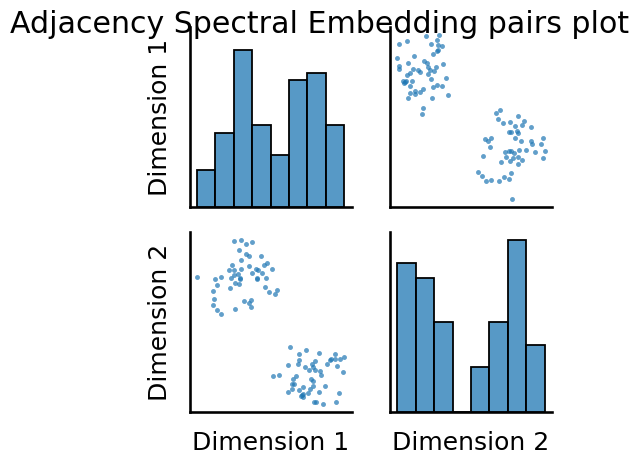 Adjacency Spectral Embedding pairs plot
Dimension 1
Dimension 2
Dimension 1
Dimension 2